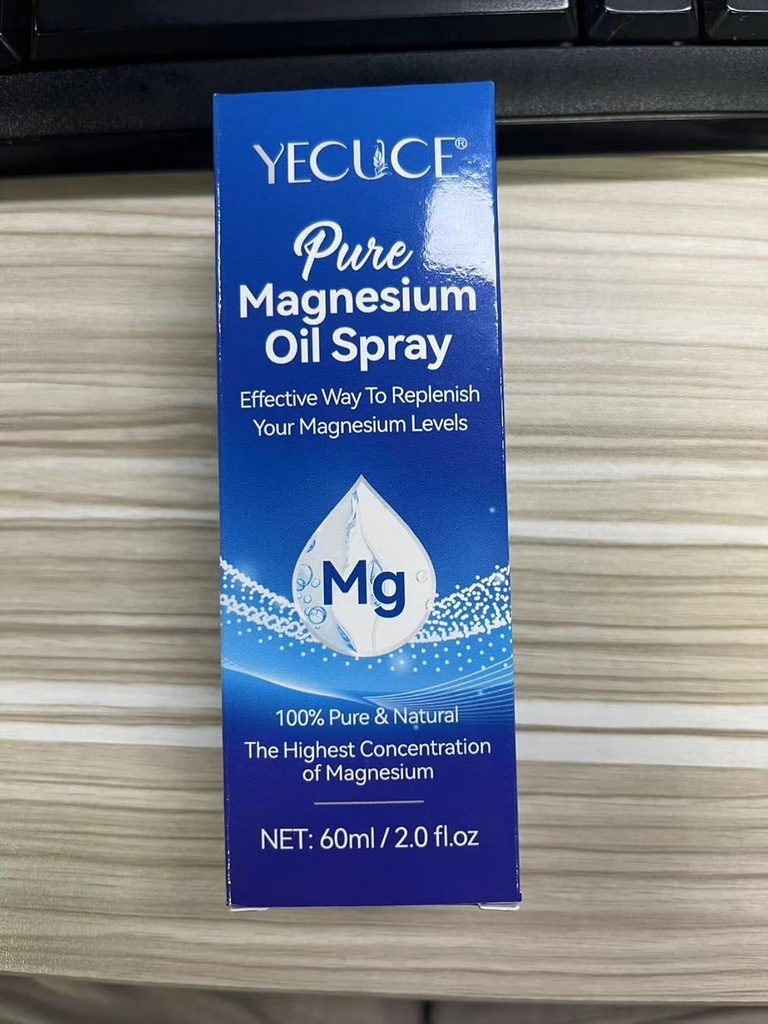 YECUCE®
Pure
Magnesium
Oil Spray
Effective Way To Replenish
Your Magnesium Levels
Mg
100% Pure & Natural
The Highest Concentration
of Magnesium
NET: 60ml / 2.0 fl.oz